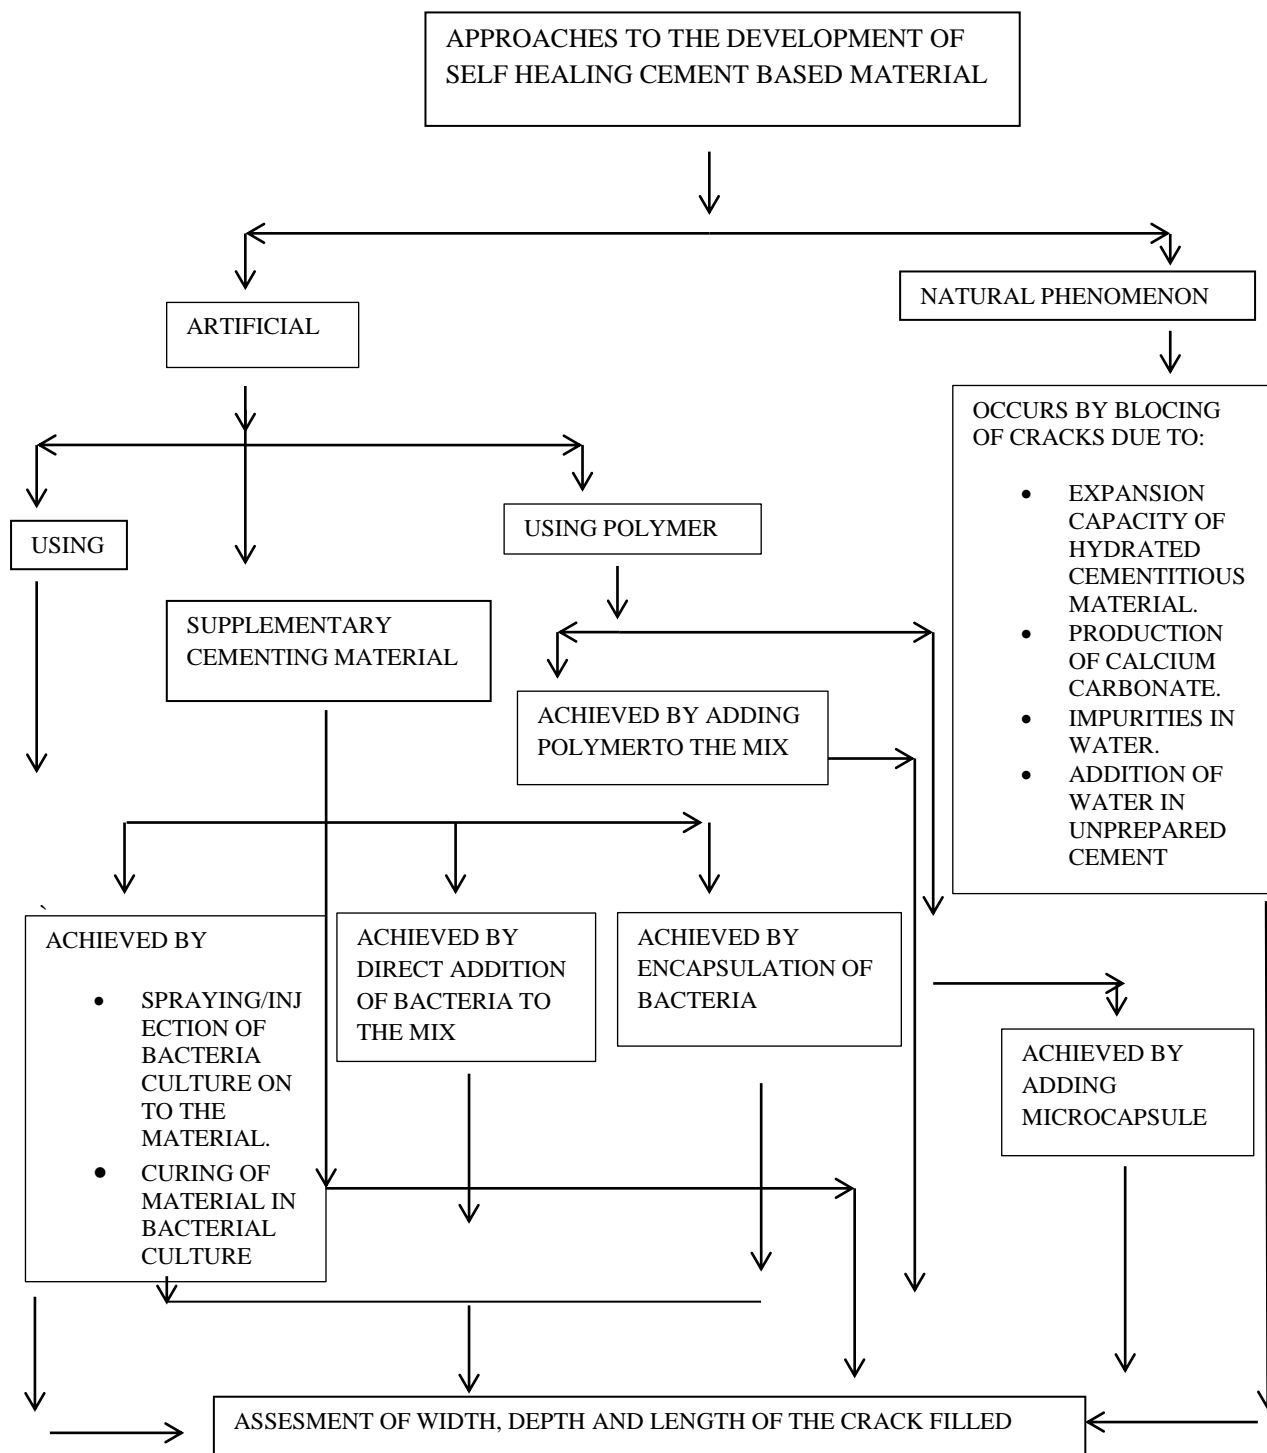 APPROACHES TO THE DEVELOPMENT OF
SELF HEALING CEMENT BASED MATERIAL
ARTIFICIAL
NATURAL PHENOMENON
OCCURS BY BLOCING
OF CRACKS DUE TO:
• EXPANSION
CAPACITY OF
HYDRATED
CEMENTITIOUS
MATERIAL.
• PRODUCTION
OF CALCIUM
CARBONATE.
• IMPURITIES IN
WATER.
• ADDITION OF
WATER IN
UNPREPARED
CEMENT
USING
SUPPLEMENTARY
CEMENTING MATERIAL
USING POLYMER
ACHIEVED BY ADDING
POLYMERTO THE MIX
`
ACHIEVED BY
• SPRAYING/INJ
ECTION OF
BACTERIA
CULTURE ON
TO THE
MATERIAL.
• CURING OF
MATERIAL IN
BACTERIAL
CULTURE
ACHIEVED BY
DIRECT ADDITION
OF BACTERIA TO
THE MIX
ACHIEVED BY
ENCAPSULATION OF
BACTERIA
ACHIEVED BY
ADDING
MICROCAPSULE
ASSESMENT OF WIDTH, DEPTH AND LENGTH OF THE CRACK FILLED